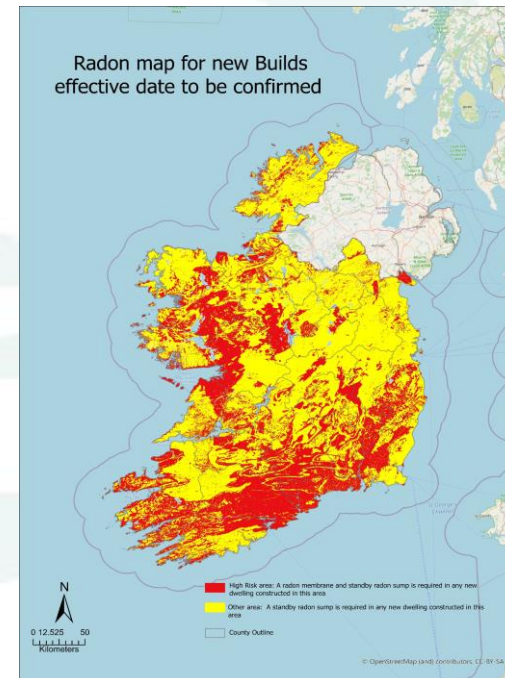 Radon map for new Builds
effective date to be confirmed
N
0 12.525 50
Kilometers
High Risk area: A radon membrane and standby radon sump is required in any new
dwelling constructed in this area
Other area: A standby radon sump is required in any new dwelling constructed in this
area
County Outline
© OpenStreetMap (and) contributors, CC-BY-SA